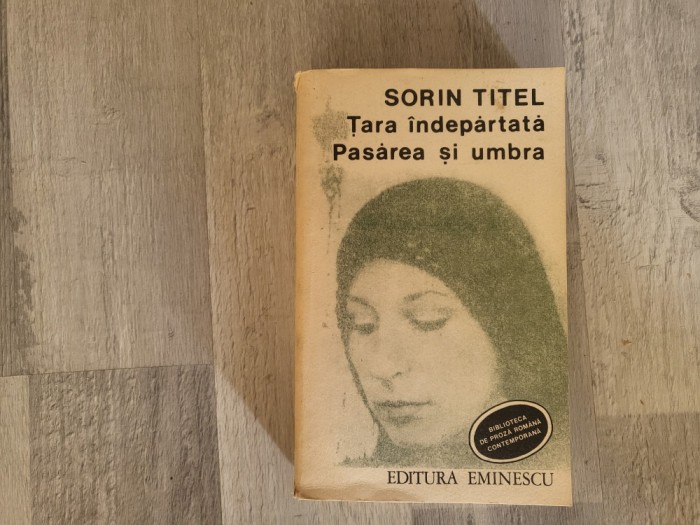 SORIN TITEL
Țara îndepărtată
Pasărea și umbra
BIBLIOTECA
DE PROZĂ ROMÂNĂ
CONTEMPORANĂ
EDITURA EMINESCU